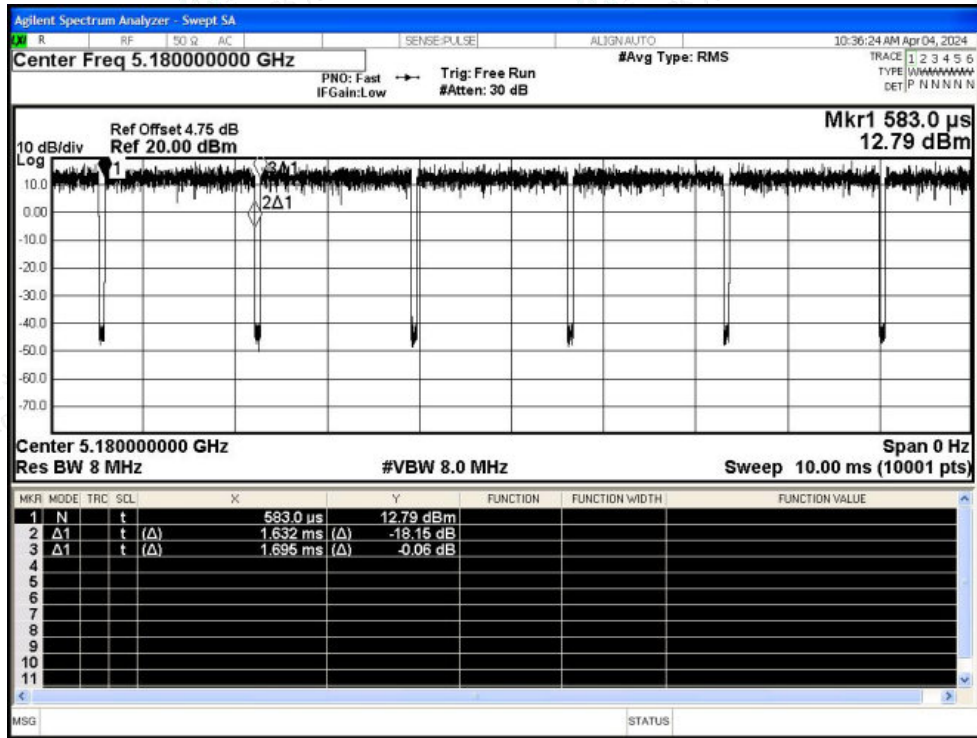 Agilent Spectrum Analyzer - Swept SA
R RF 50 Ω AC SENSE:PULSE ALIGN AUTO 10:36:24 AM Apr 04, 2024
Center Freq 5.180000000 GHz
PNO: Fast
IFGain:Low
Trig: Free Run
#Atten: 30 dB
#Avg Type: RMS
TRACE 1 2 3 4 5 6
TYPE
DET P N N N N N
Mkr1 583.0 µs
12.79 dBm
Ref Offset 4.75 dB
10 dB/div Ref 20.00 dBm
Log
1
3Δ1
2Δ1
10.0
0.00
-10.0
-20.0
-30.0
-40.0
-50.0
-60.0
-70.0
Center 5.180000000 GHz Span 0 Hz
Res BW 8 MHz #VBW 8.0 MHz Sweep 10.00 ms (10001 pts)
MKR MODE TRC SCL X Y FUNCTION FUNCTION WIDTH FUNCTION VALUE
1 N t 583.0 µs 12.79 dBm
2 Δ1 t (Δ) 1.632 ms (Δ) -18.15 dB
3 Δ1 t (Δ) 1.695 ms (Δ) -0.06 dB
4
5
6
7
8
9
10
11
MSG STATUS